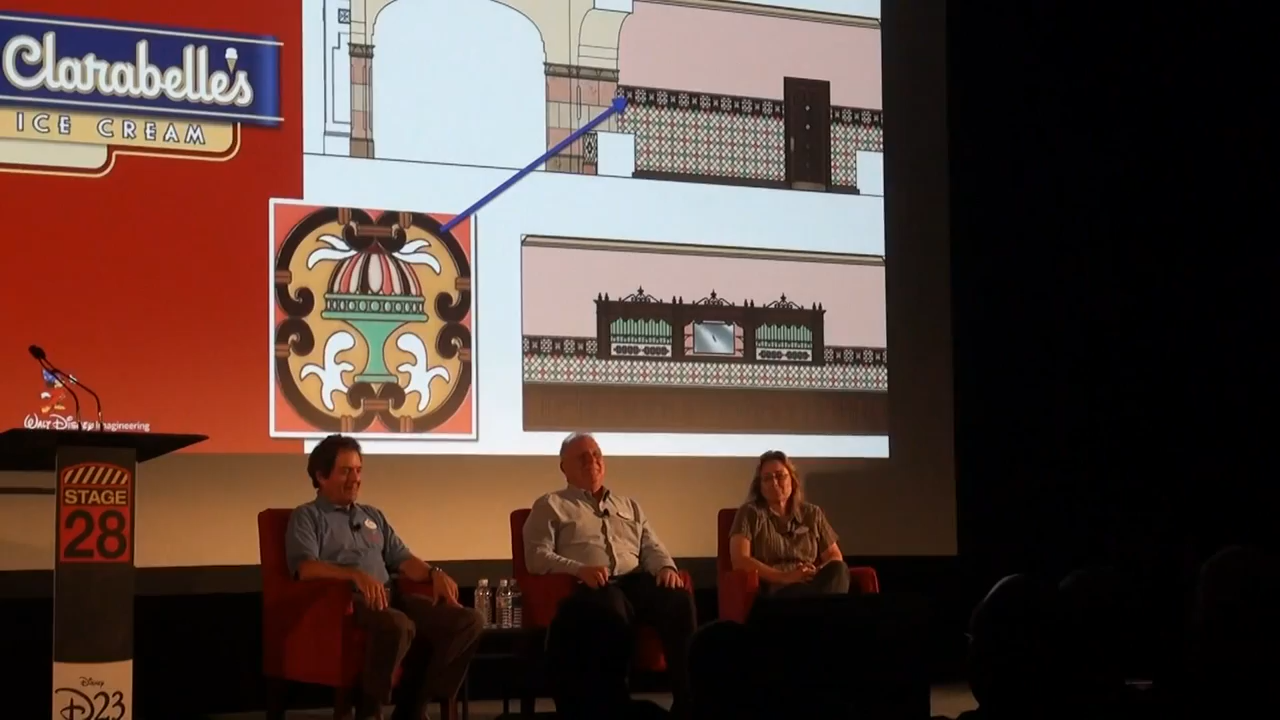 Clarabelle's
ICE CREAM
WALT DISNEY Imagineering
STAGE
28
Disney
D23